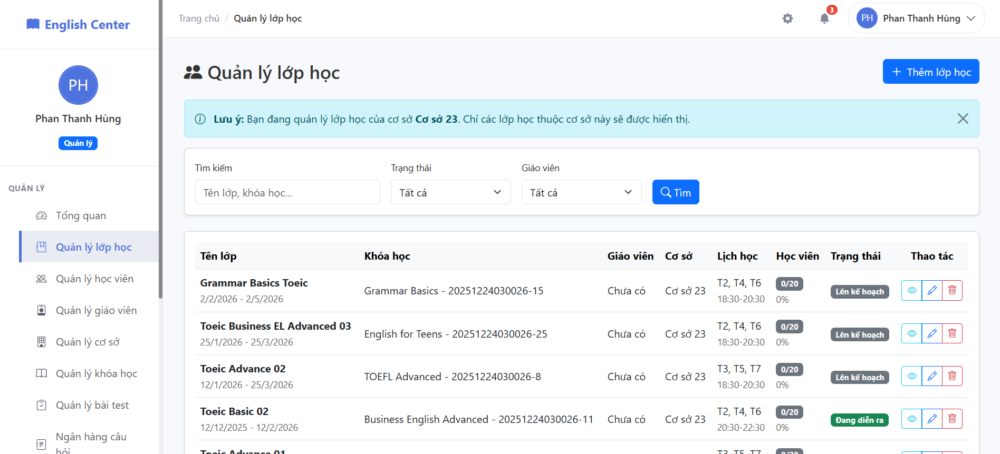 English Center
Trang chủ / Quản lý lớp học
3
PH
Phan Thanh Hùng
PH
Phan Thanh Hùng
Quản lý
QUẢN LÝ
Tổng quan
Quản lý lớp học
Quản lý học viên
Quản lý giáo viên
Quản lý cơ sở
Quản lý khóa học
Quản lý bài test
Ngân hàng câu
hỏi
Quản lý lớp học
+ Thêm lớp học
Lưu ý: Bạn đang quản lý lớp học của cơ sở Cơ sở 23. Chỉ các lớp học thuộc cơ sở này sẽ được hiển thị.
Tìm kiếm
Tên lớp, khóa học...
Trạng thái
Tất cả
Giáo viên
Tất cả
Tìm
Tên lớp Khóa học Giáo viên Cơ sở Lịch học Học viên Trạng thái Thao tác
Grammar Basics Toeic
2/2/2026 - 2/5/2026
Grammar Basics - 20251224030026-15
Chưa có
Cơ sở 23
T2, T4, T6
18:30-20:30
0/20
0%
Lên kế hoạch
Toeic Business EL Advanced 03
25/1/2026 - 25/3/2026
English for Teens - 20251224030026-25
Chưa có
Cơ sở 23
T2, T4, T6
18:30-20:30
0/20
0%
Lên kế hoạch
Toeic Advance 02
12/1/2026 - 25/3/2026
TOEFL Advanced - 20251224030026-8
Chưa có
Cơ sở 23
T3, T5, T7
18:30-20:30
0/20
0%
Lên kế hoạch
Toeic Basic 02
12/12/2025 - 12/2/2026
Business English Advanced - 20251224030026-11
Chưa có
Cơ sở 23
T2, T4, T6
20:30-22:30
0/20
0%
Đang diễn ra
Toeic Advance 01
T3, T5, T7
0/20